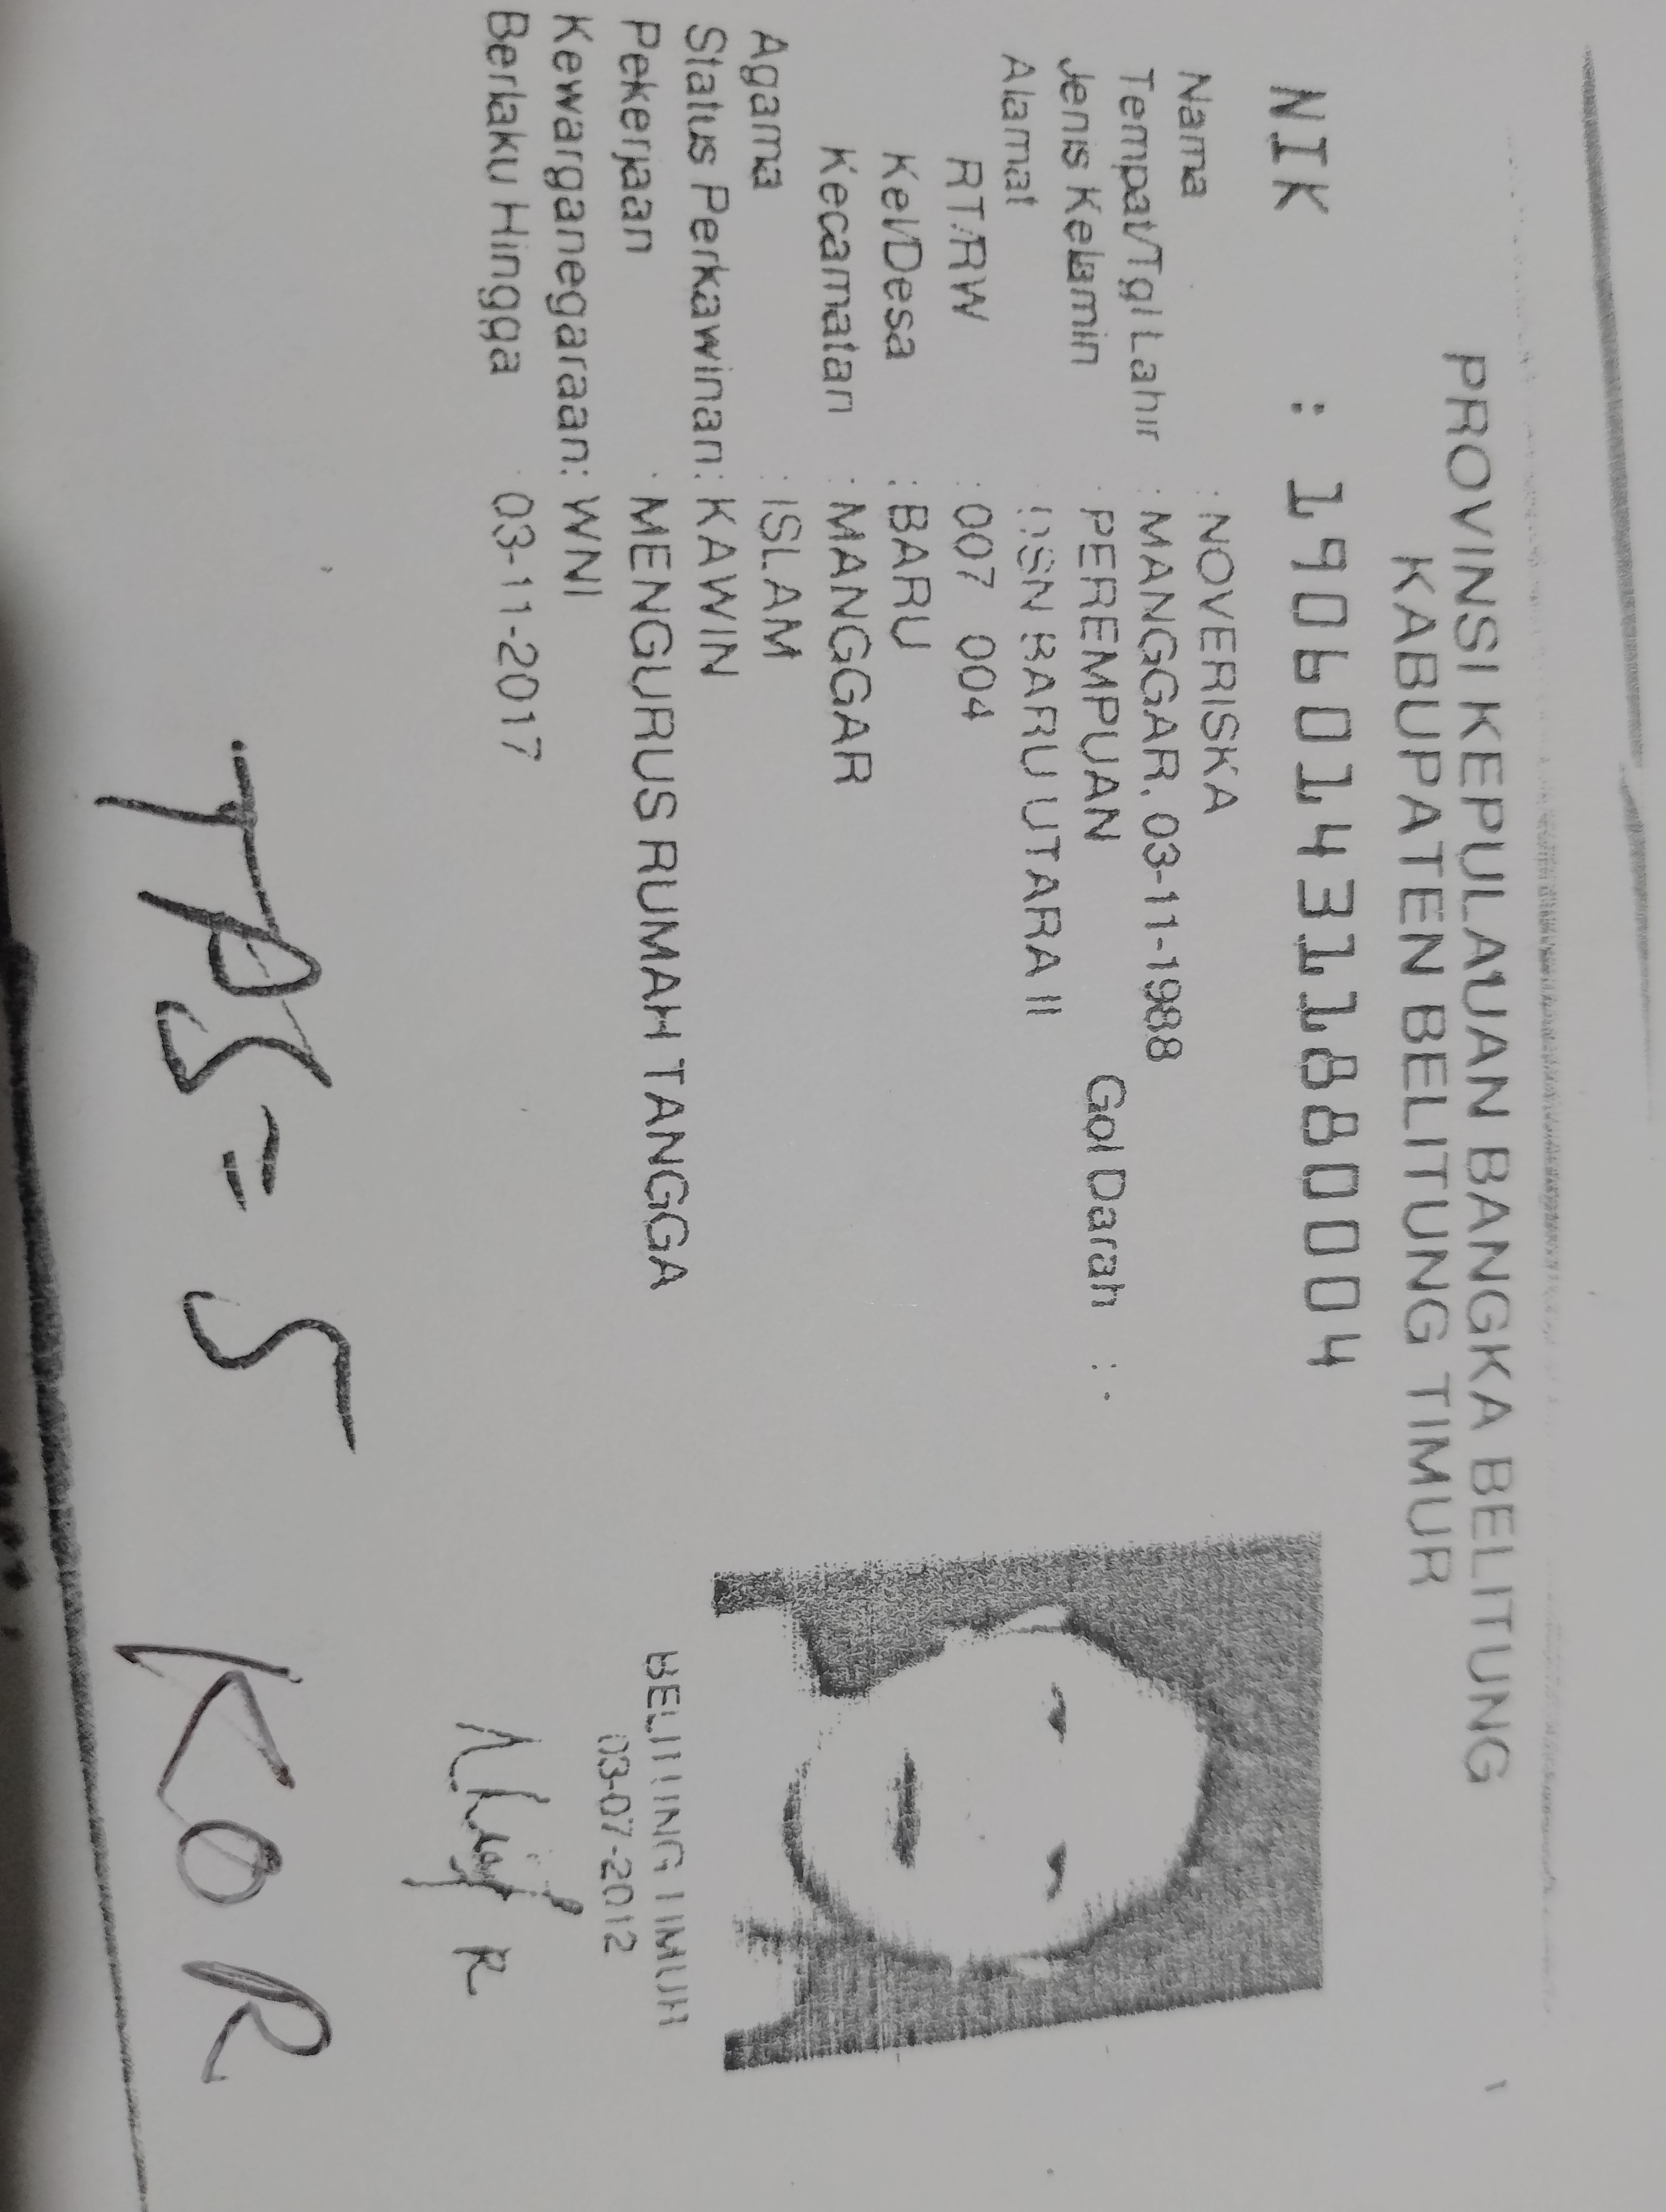 PROVINSI KEPULAUAN BANGKA BELITUNG
KABUPATEN BELITUNG TIMUR
NIK : 1906014311880004
Nama : NOVERISKA
Tempat/Tgl Lahir : MANGGAR, 03-11-1988
Jenis Kelamin : PEREMPUAN Gol Darah : -
Alamat DSN BARU UTARA II
RT/RW : 007 004
Kel/Desa : BARU
Kecamatan : MANGGAR
Agama : ISLAM
Status Perkawinan: KAWIN
Pekerjaan : MENGURUS RUMAH TANGGA
Kewarganegaraan: WNI
Berlaku Hingga : 03-11-2017
BELITUNG TIMUR
03-07-2012
TPS = 5 KOR